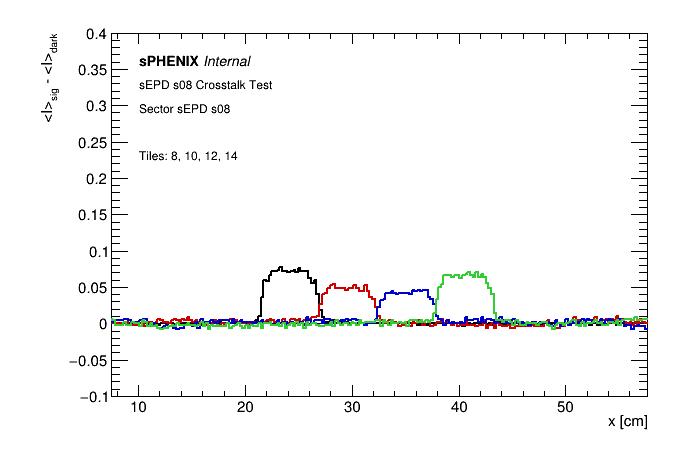 <I>sig - <I>dark
0.4
0.35
0.3
0.25
0.2
0.15
0.1
0.05
0
−0.05
−0.1
sPHENIX Internal
sEPD s08 Crosstalk Test
Sector sEPD s08
Tiles: 8, 10, 12, 14
10 20 30 40 50
x [cm]